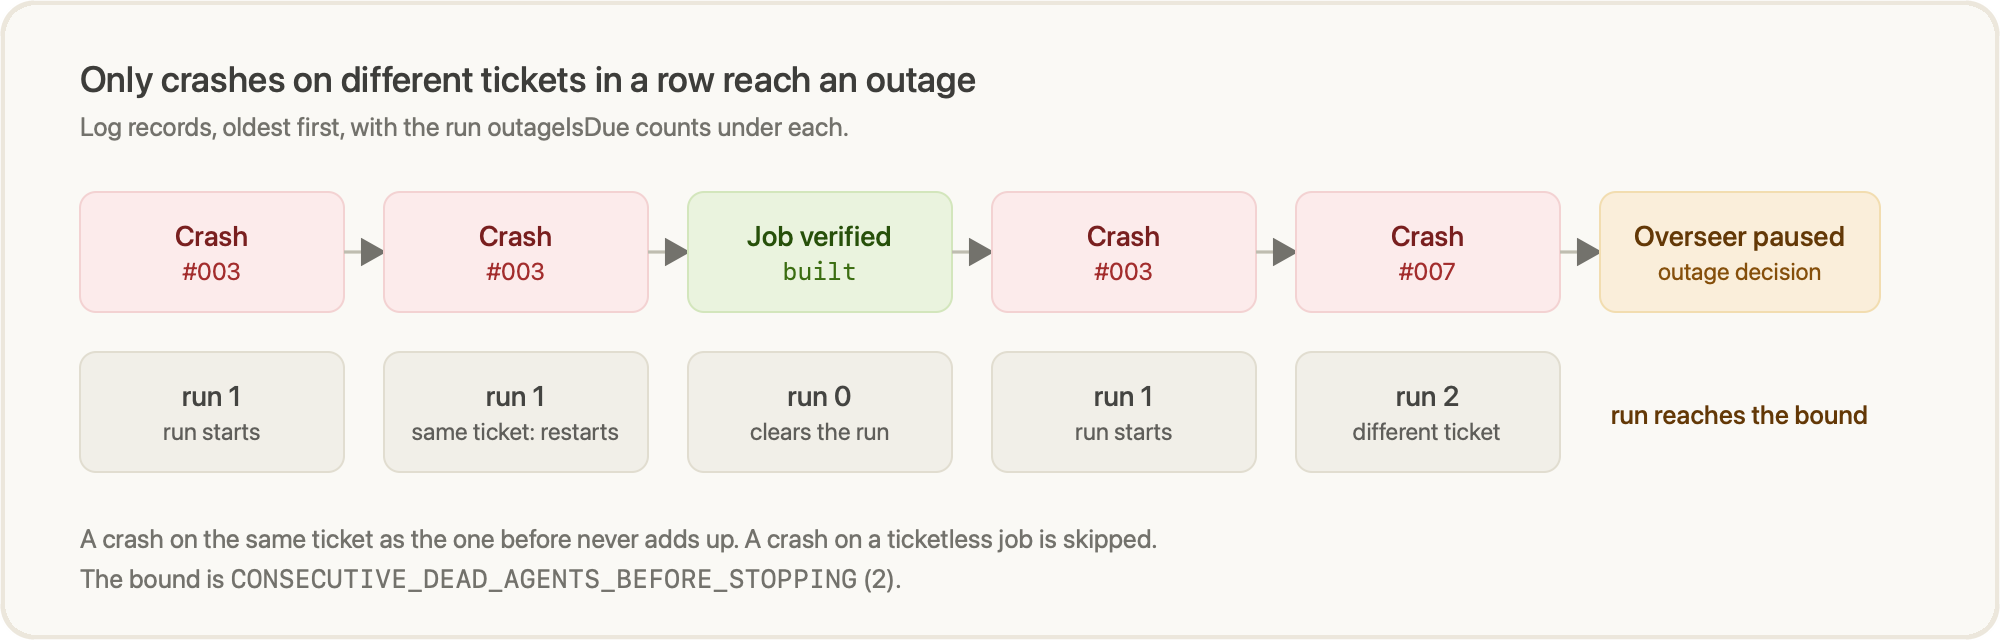 Only crashes on different tickets in a row reach an outage
Log records, oldest first, with the run outageIsDue counts under each.
Crash
#003
Crash
#003
Job verified
built
Crash
#003
Crash
#007
Overseer paused
outage decision
run 1
run starts
run 1
same ticket: restarts
run 0
clears the run
run 1
run starts
run 2
different ticket
run reaches the bound
A crash on the same ticket as the one before never adds up. A crash on a ticketless job is skipped.
The bound is CONSECUTIVE_DEAD_AGENTS_BEFORE_STOPPING (2).